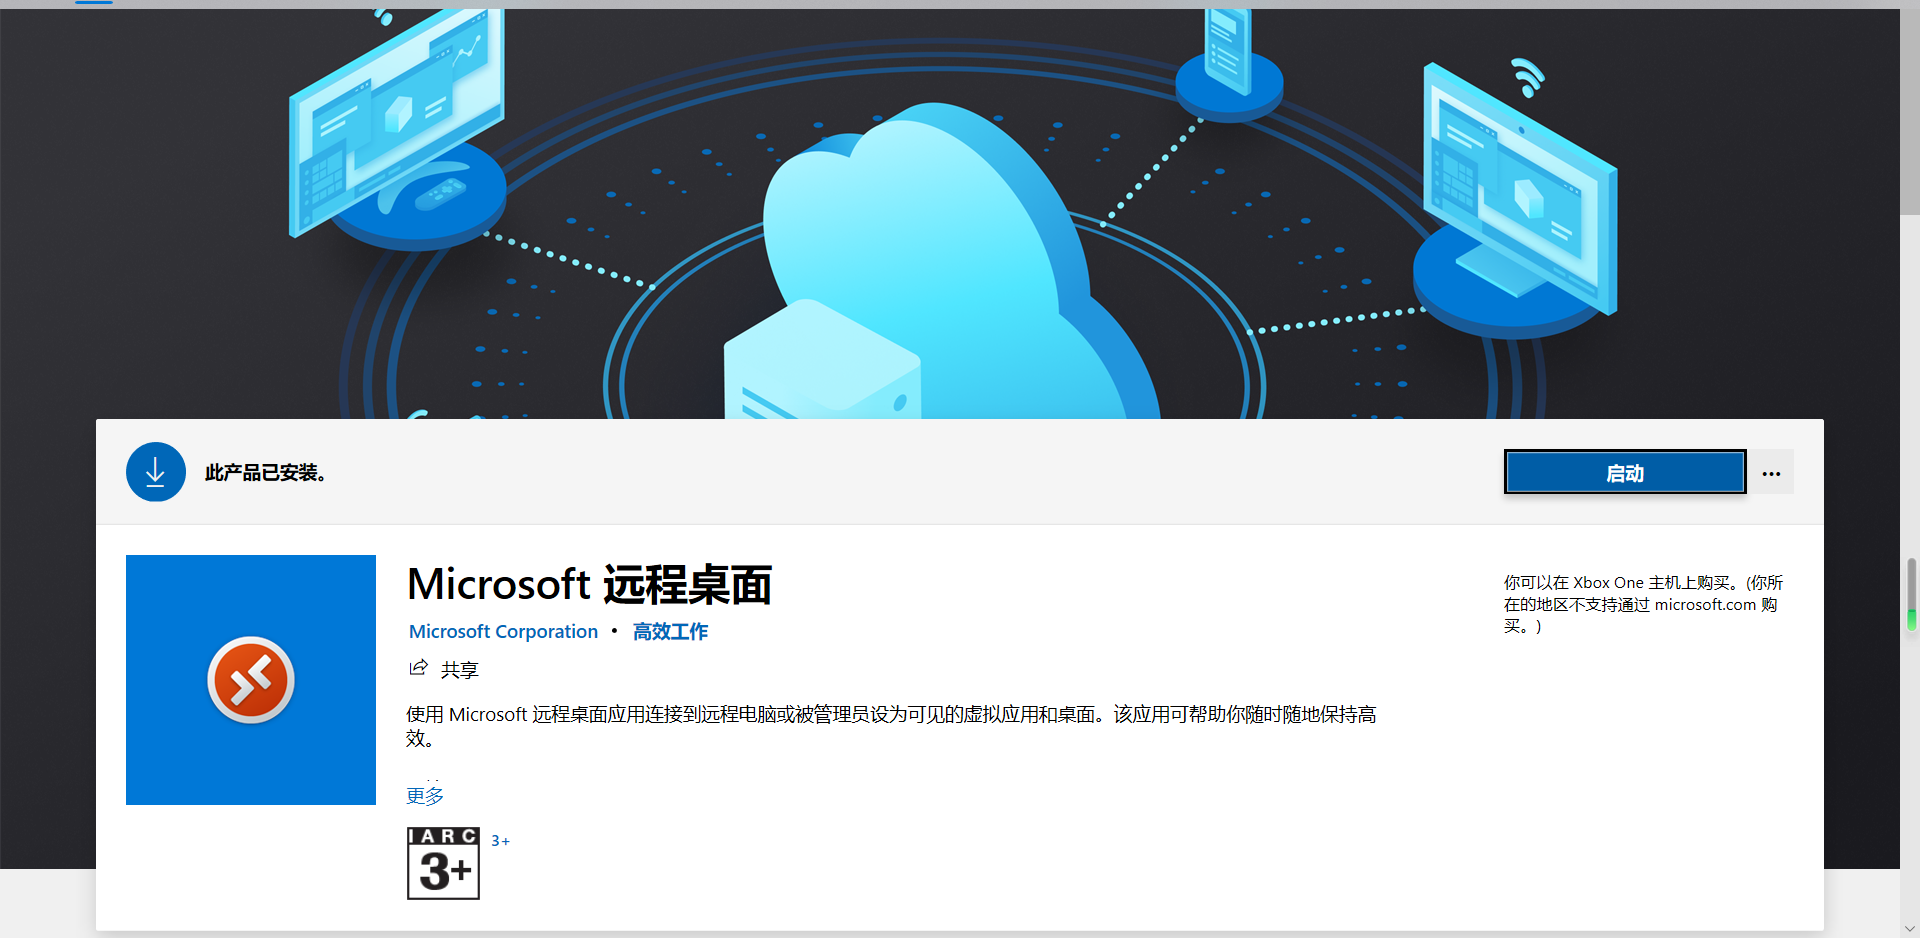 此产品已安装。
启动
Microsoft 远程桌面
Microsoft Corporation • 高效工作
共享
使用 Microsoft 远程桌面应用连接到远程电脑或被管理员设为可见的虚拟应用和桌面。该应用可帮助你随时随地保持高
效。
更多
IARC
3+
3+
你可以在 Xbox One 主机上购买。(你所
在的地区不支持通过 microsoft.com 购
买。)